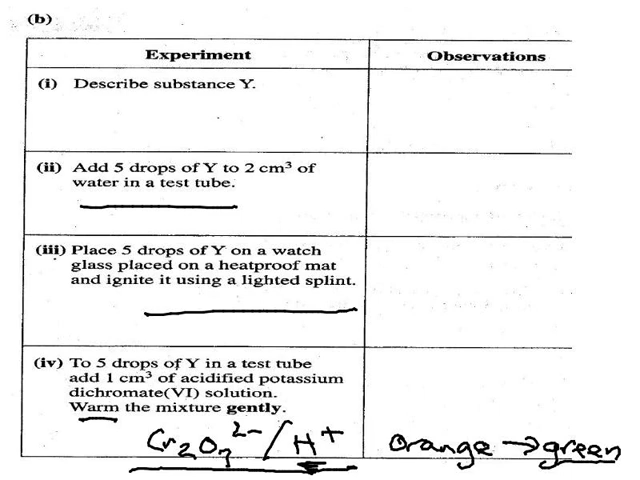 (b)
Experiment Observations
(i) Describe substance Y.
(ii) Add 5 drops of Y to 2 cm³ of
water in a test tube.
(iii) Place 5 drops of Y on a watch
glass placed on a heatproof mat
and ignite it using a lighted splint.
(iv) To 5 drops of Y in a test tube
add 1 cm³ of acidified potassium
dichromate(VI) solution.
Warm the mixture gently.
Cr₂O₇²⁻/H⁺ orange → green